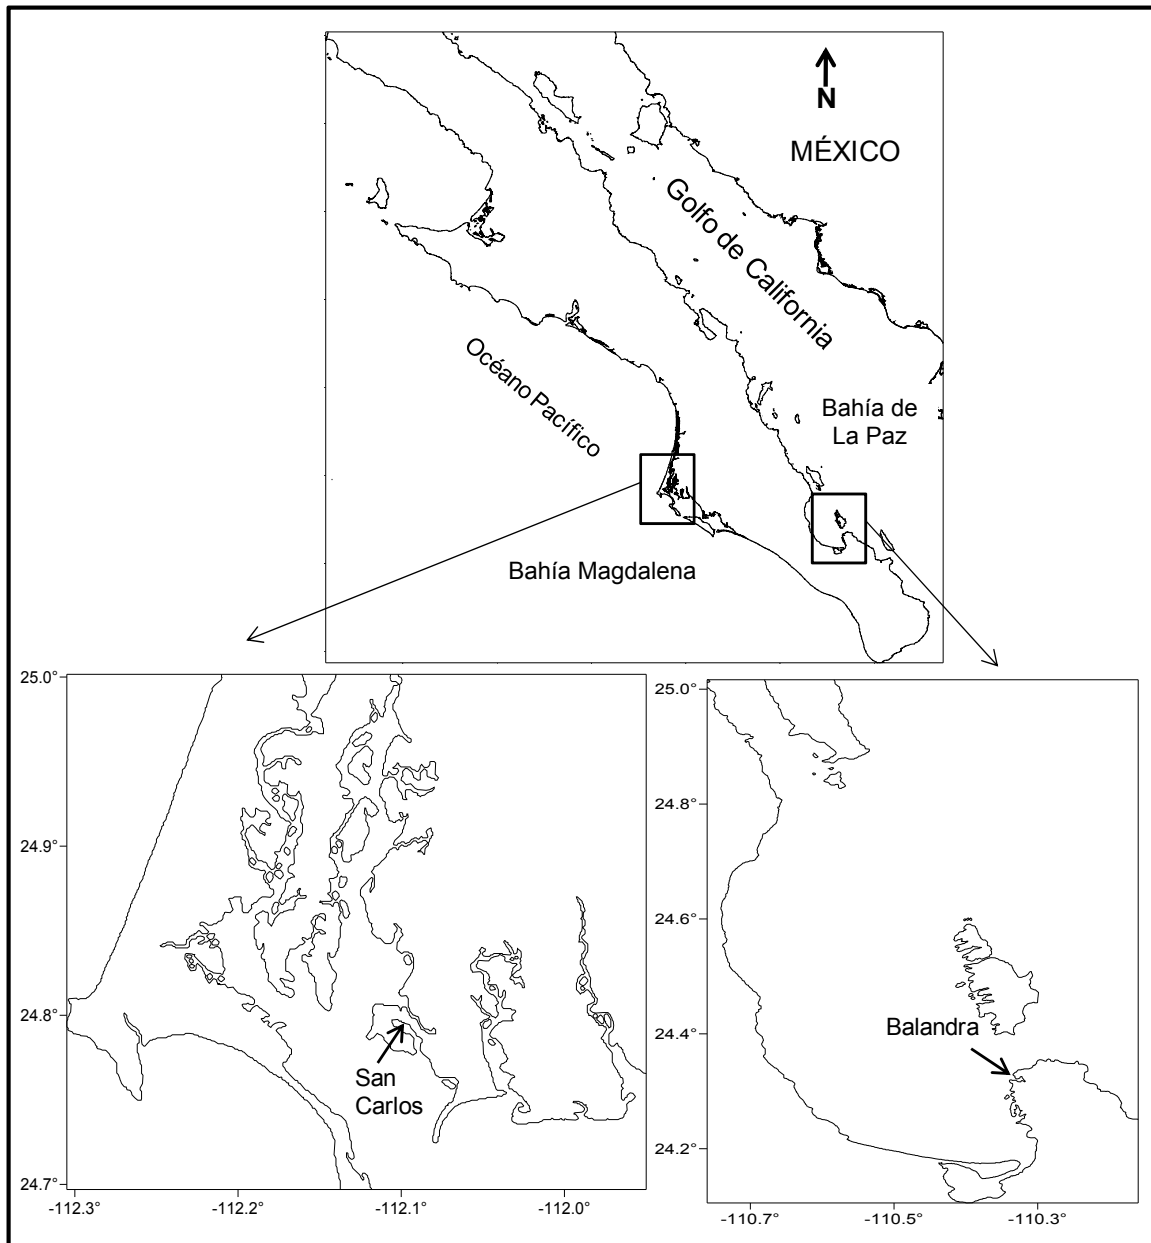 N
MÉXICO
Golfo de California
Océano Pacífico
Bahía de
La Paz
Bahía Magdalena
25.0°
24.9°
24.8°
24.7°
-112.3°
-112.2°
-112.1°
-112.0°
San
Carlos
25.0°
24.8°
24.6°
24.4°
24.2°
-110.7°
-110.5°
-110.3°
Balandra